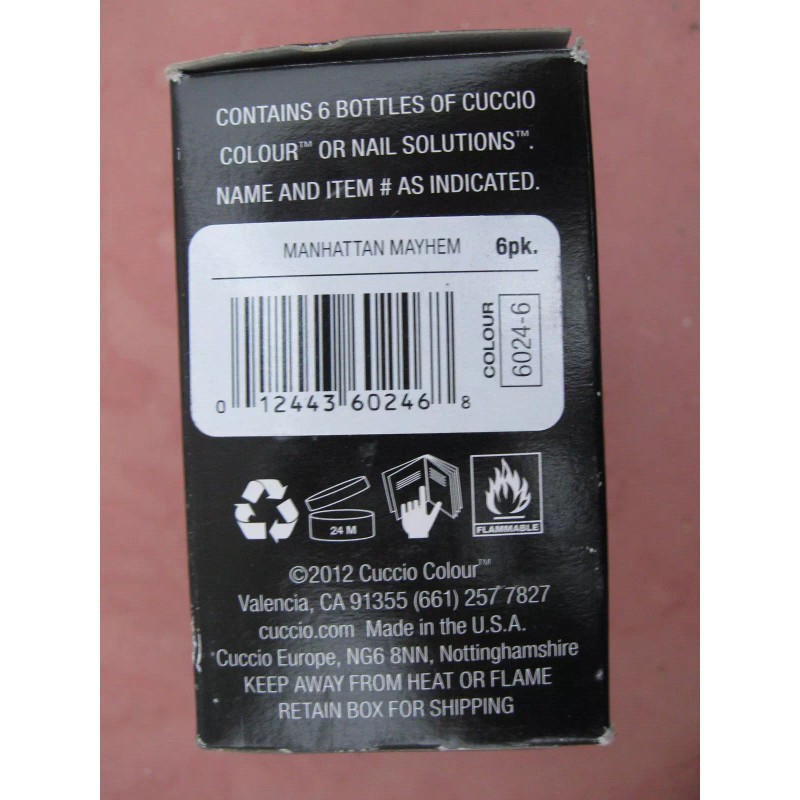 CONTAINS 6 BOTTLES OF CUCCIO
COLOUR™ OR NAIL SOLUTIONS™.
NAME AND ITEM # AS INDICATED.
MANHATTAN MAYHEM 6pk.
COLOUR 6024-6
0 12443 60246 8
24 M
FLAMMABLE
©2012 Cuccio Colour™
Valencia, CA 91355 (661) 257 7827
cuccio.com Made in the U.S.A.
Cuccio Europe, NG6 8NN, Nottinghamshire
KEEP AWAY FROM HEAT OR FLAME
RETAIN BOX FOR SHIPPING